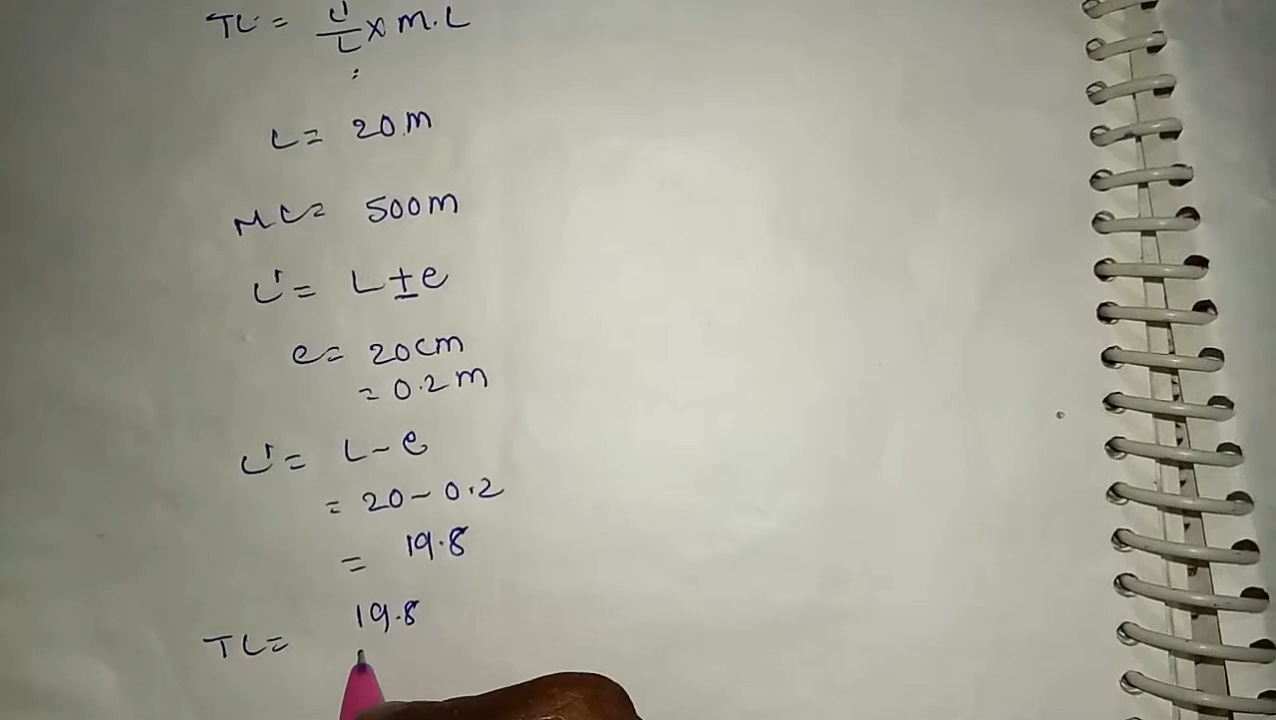 TL = L'/L x M.L
L = 20 m
ML = 500 m
L' = L ± e
e = 20 cm
= 0.2 m
L' = L - e
= 20 - 0.2
= 19.8
TL = 19.8